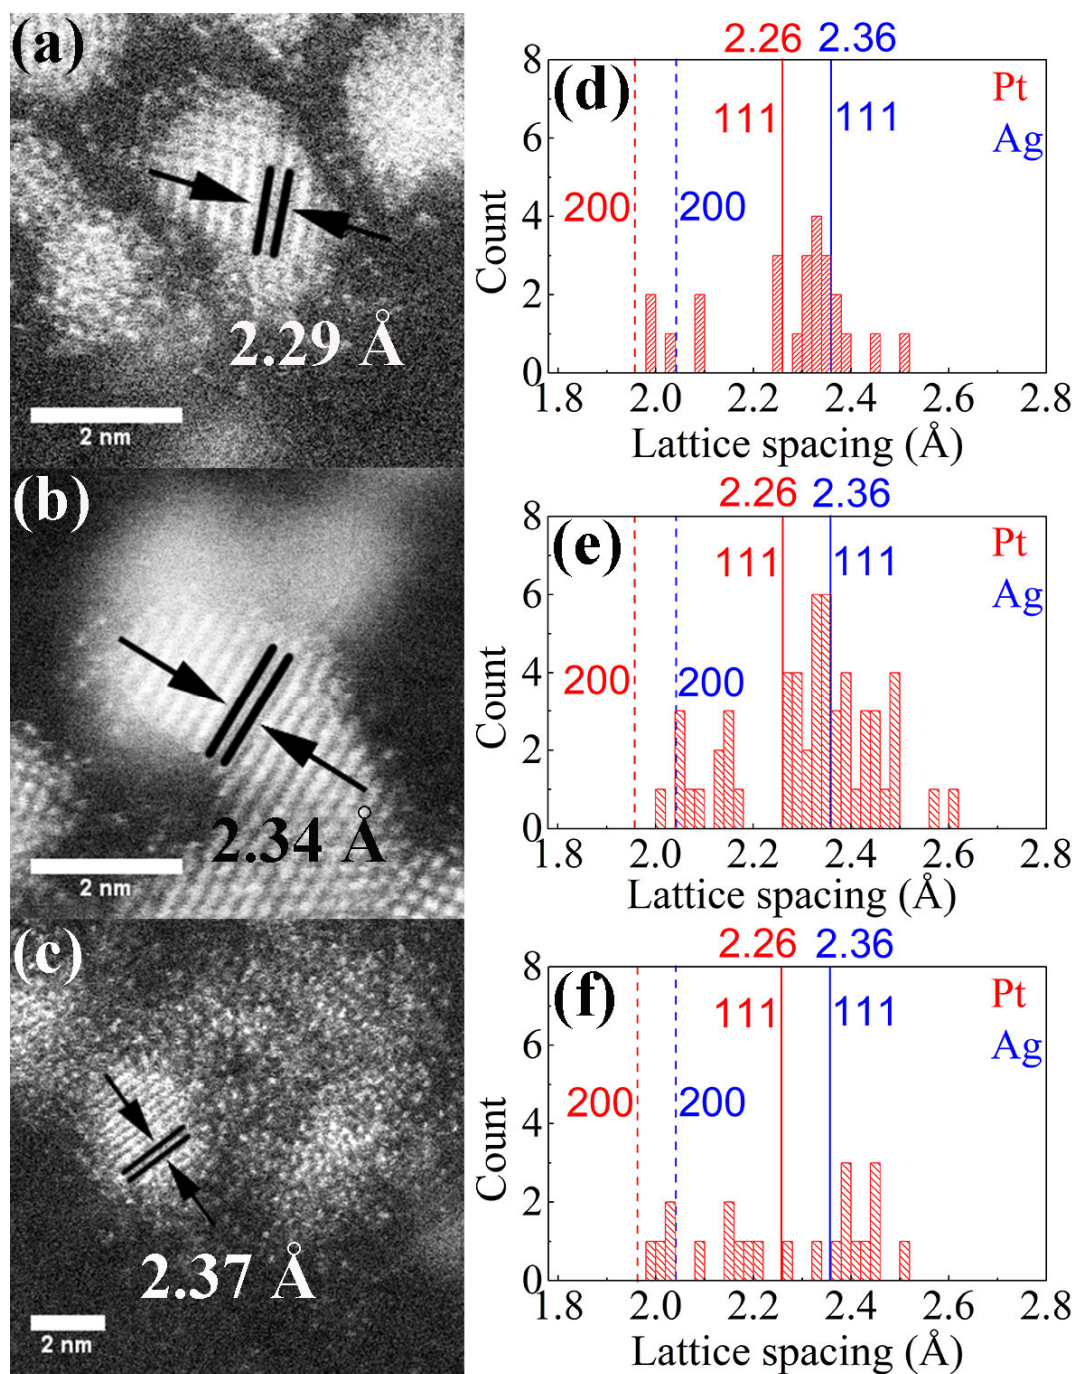 (a)
2.29 Å
2 nm
(b)
2.34 Å
2 nm
(c)
2.37 Å
2 nm
2.26 2.36
(d)
Pt
Ag
111 111
200 200
Count
8
6
4
2
0
1.8 2.0 2.2 2.4 2.6 2.8
Lattice spacing (Å)
2.26 2.36
(e)
Pt
Ag
111 111
200 200
Count
8
6
4
2
0
1.8 2.0 2.2 2.4 2.6 2.8
Lattice spacing (Å)
2.26 2.36
(f)
Pt
Ag
111 111
200 200
Count
8
6
4
2
0
1.8 2.0 2.2 2.4 2.6 2.8
Lattice spacing (Å)